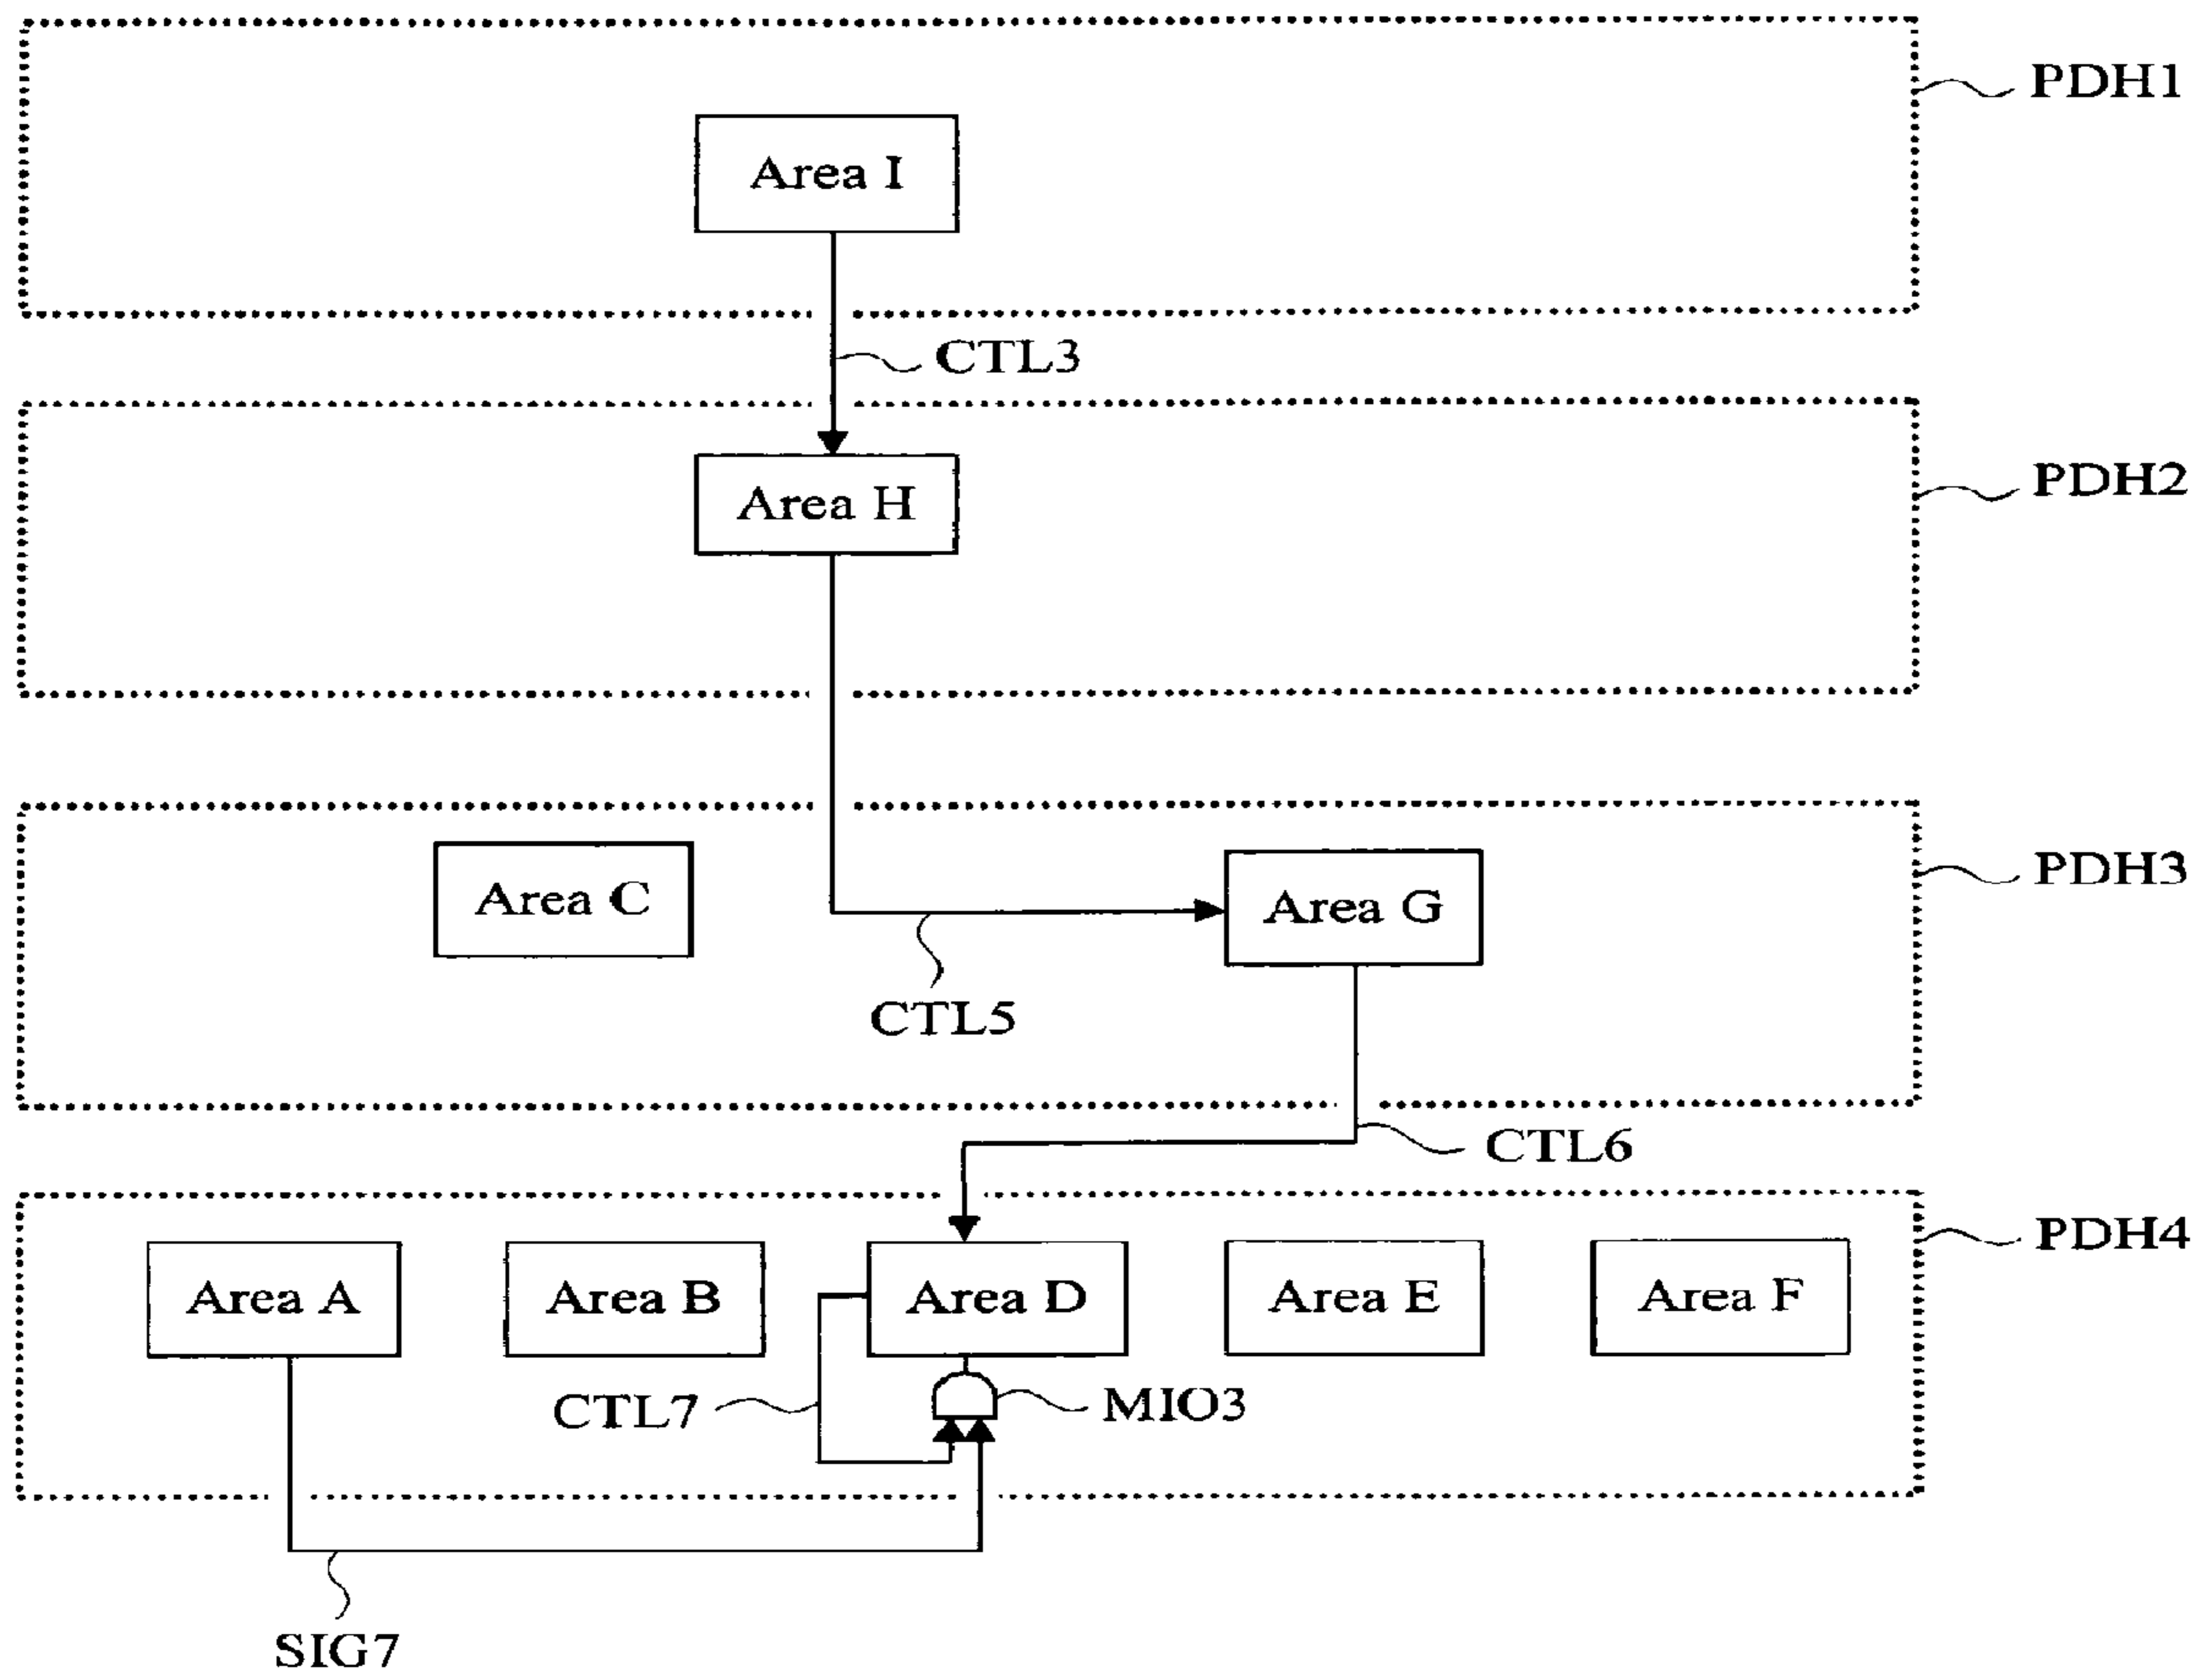 PDH1
Area I
CTL3
PDH2
Area H
PDH3
Area C
Area G
CTL5
CTL6
PDH4
Area A
Area B
Area D
Area E
Area F
CTL7
MIO3
SIG7